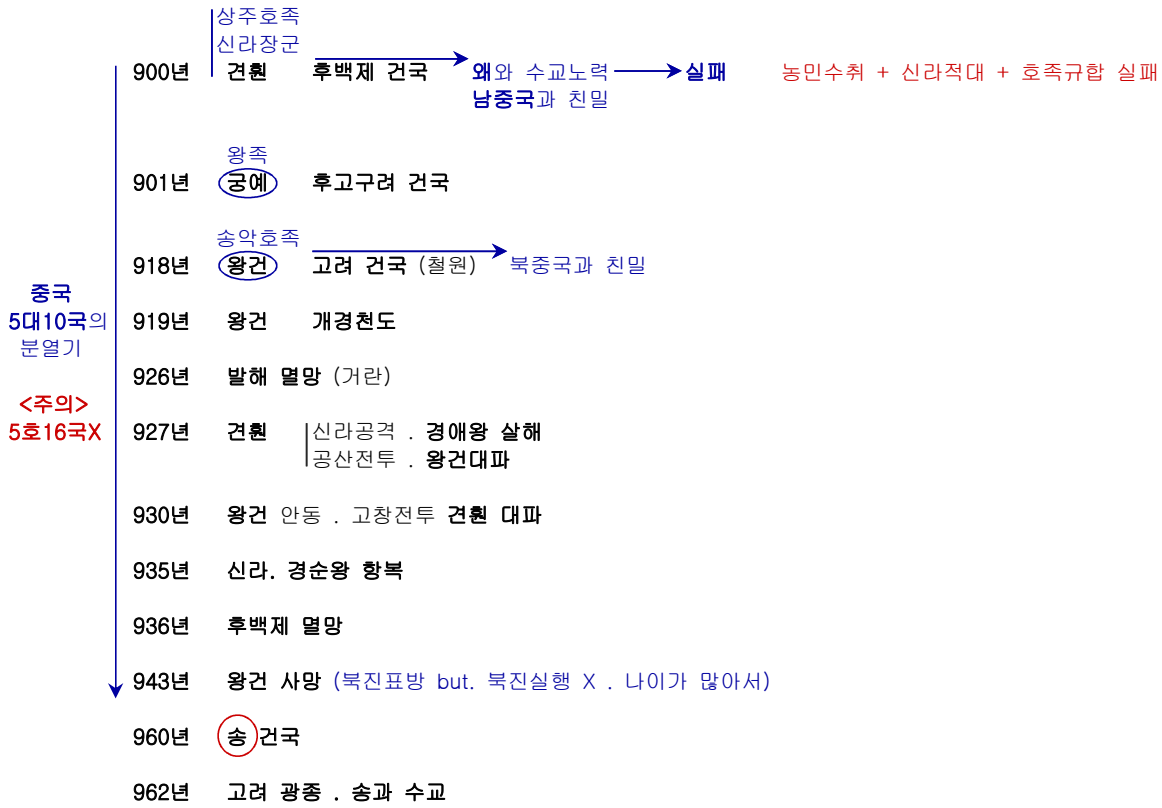 상주호족
신라장군
900년 견훤 후백제 건국 왜와 수교노력 실패 농민수취 + 신라적대 + 호족규합 실패
남중국과 친밀
왕족
901년 궁예 후고구려 건국
송악호족
918년 왕건 고려 건국 (철원) 북중국과 친밀
중국
5대10국의
분열기
<주의>
5호16국X
919년 왕건 개경천도
926년 발해 멸망 (거란)
927년 견훤 신라공격 . 경애왕 살해
공산전투 . 왕건대파
930년 왕건 안동 . 고창전투 견훤 대파
935년 신라. 경순왕 항복
936년 후백제 멸망
943년 왕건 사망 (북진표방 but. 북진실행 X . 나이가 많아서)
960년 송 건국
962년 고려 광종 . 송과 수교